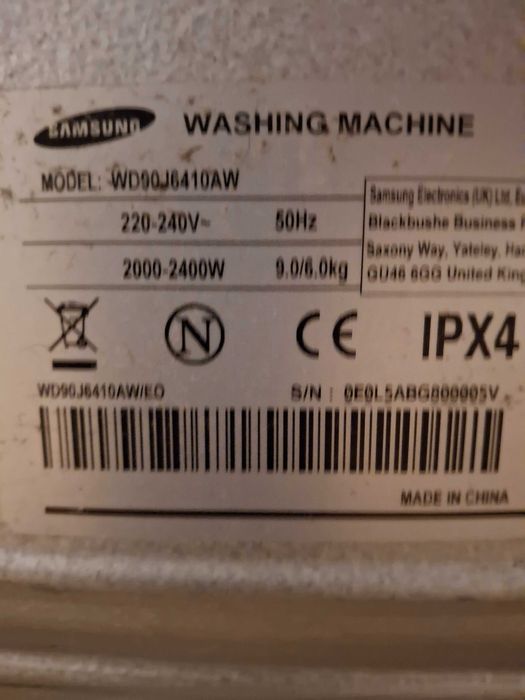 SAMSUNG WASHING MACHINE
MODEL: WD90J6410AW
220-240V~ 50Hz
2000-2400W 9.0/6.0kg
Samsung Electronics (UK) Ltd.
Blackbushe Business
Saxony Way, Yateley,
GU46 6GG United
N CE IPX4
WD90J6410AW/EO S/N : 0E0L5ABG800005V
MADE IN CHINA